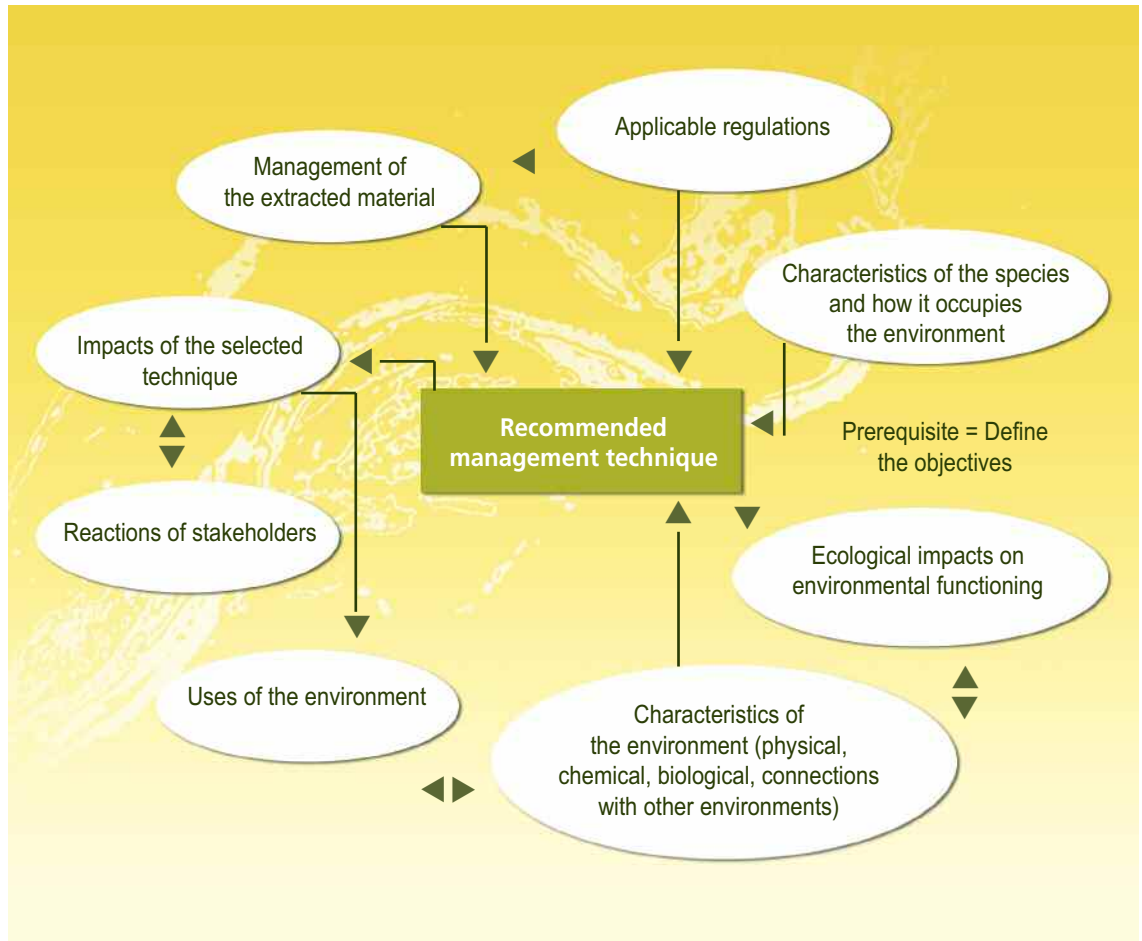 Applicable regulations
Management of
the extracted material
Characteristics of the species
and how it occupies
the environment
Impacts of the selected
technique
Recommended
management technique
Prerequisite = Define
the objectives
Reactions of stakeholders
Ecological impacts on
environmental functioning
Uses of the environment
Characteristics of
the environment (physical,
chemical, biological, connections
with other environments)